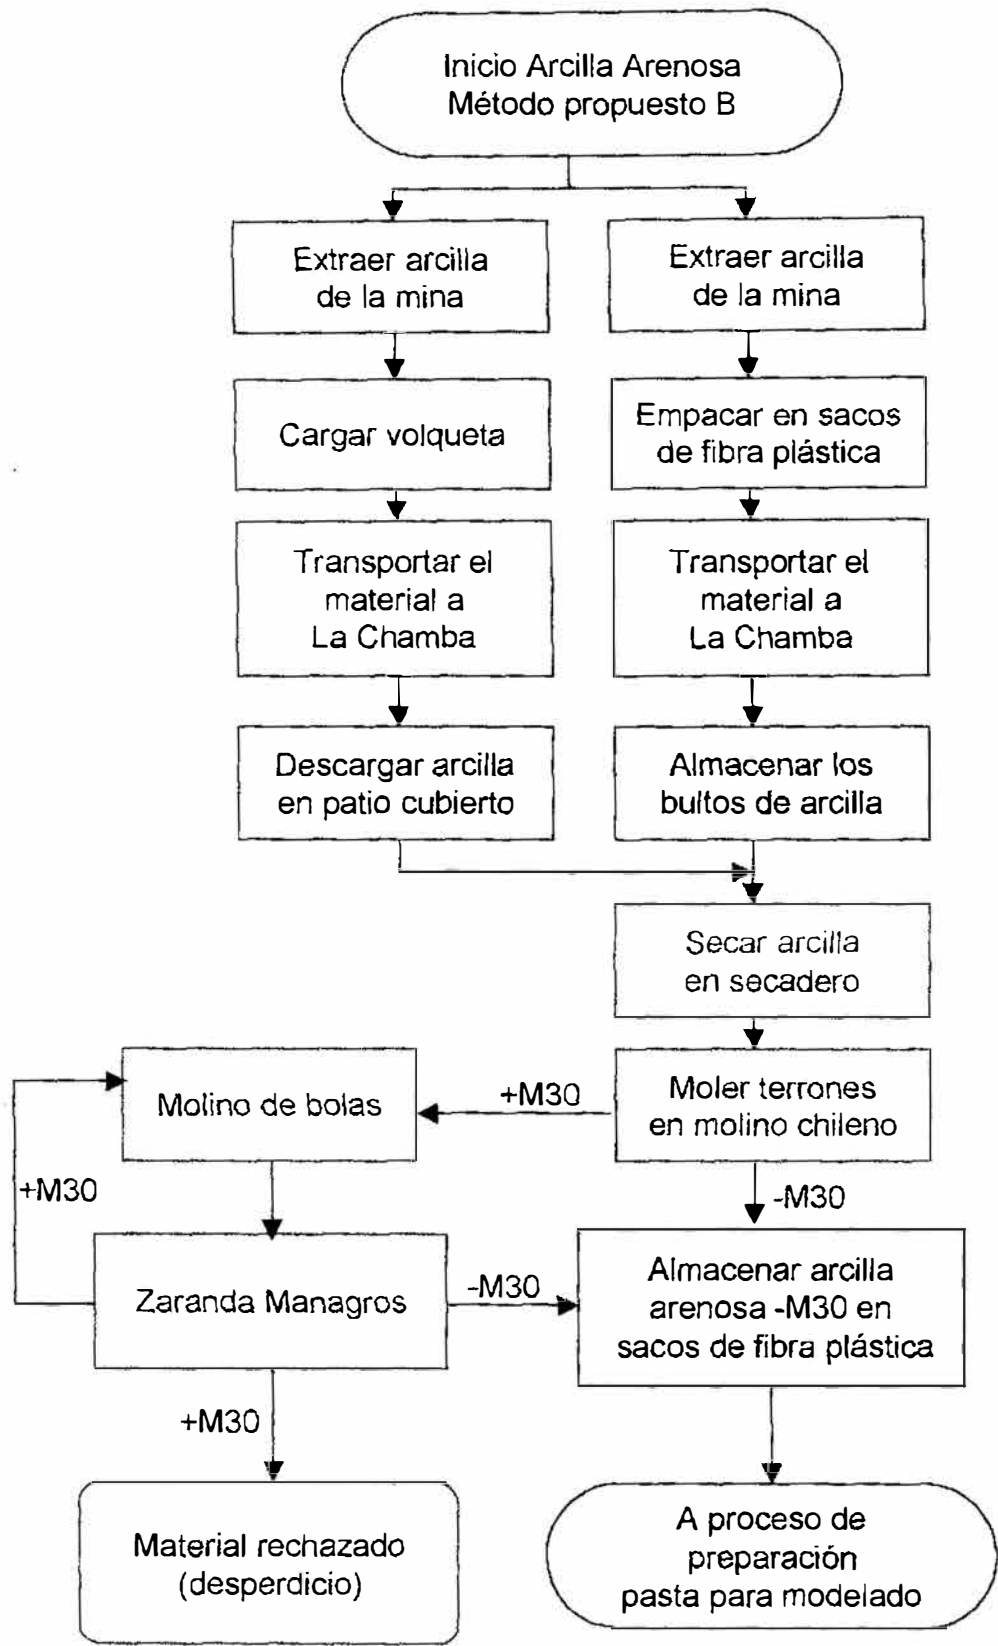 Inicio Arcilla Arenosa
Método propuesto B
Extraer arcilla
de la mina
Extraer arcilla
de la mina
Cargar volqueta
Empacar en sacos
de fibra plástica
Transportar el
material a
La Chamba
Transportar el
material a
La Chamba
Descargar arcilla
en patio cubierto
Almacenar los
bultos de arcilla
Secar arcilla
en secadero
Molino de bolas
+M30
Moler terrones
en molino chileno
+M30
-M30
Zaranda Managros
-M30
Almacenar arcilla
arenosa -M30 en
sacos de fibra plástica
+M30
Material rechazado
(desperdicio)
A proceso de
preparación
pasta para modelado